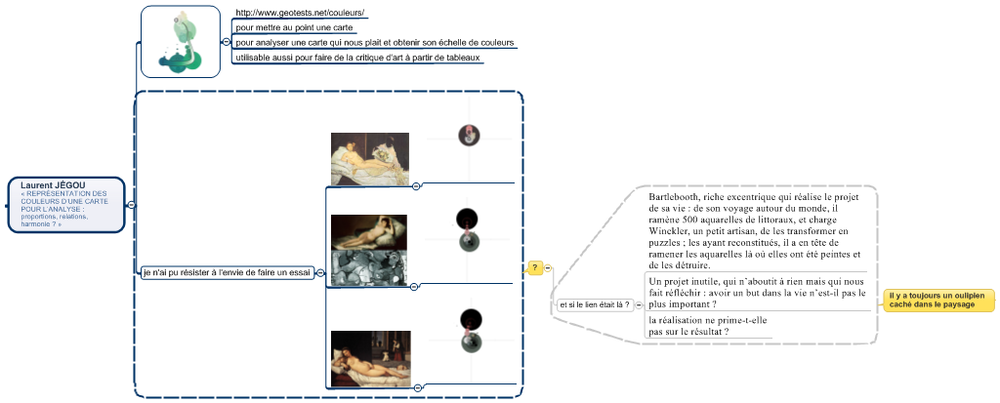 http://www.geotests.net/couleurs/
pour mettre au point une carte
pour analyser une carte qui nous plait et obtenir son échelle de couleurs
utilisable aussi pour faire de la critique d'art à partir de tableaux
Laurent JÉGOU
« REPRÉSENTATION DES
COULEURS D'UNE CARTE
POUR L'ANALYSE :
proportions, relations,
harmonie ? »
je n'ai pu résister à l'envie de faire un essai
?
et si le lien était là ?
Bartlebooth, riche excentrique qui réalise le projet
de sa vie : de son voyage autour du monde, il
ramène 500 aquarelles de littoraux, et charge
Winckler, un petit artisan, de les transformer en
puzzles ; les ayant reconstitués, il a en tête de
ramener les aquarelles là où elles ont été peintes et
de les détruire.
Un projet inutile, qui n'aboutit à rien mais qui nous
fait réfléchir : avoir un but dans la vie n'est-il pas le
plus important ?
la réalisation ne prime-t-elle
pas sur le résultat ?
il y a toujours un oulipien
caché dans le paysage